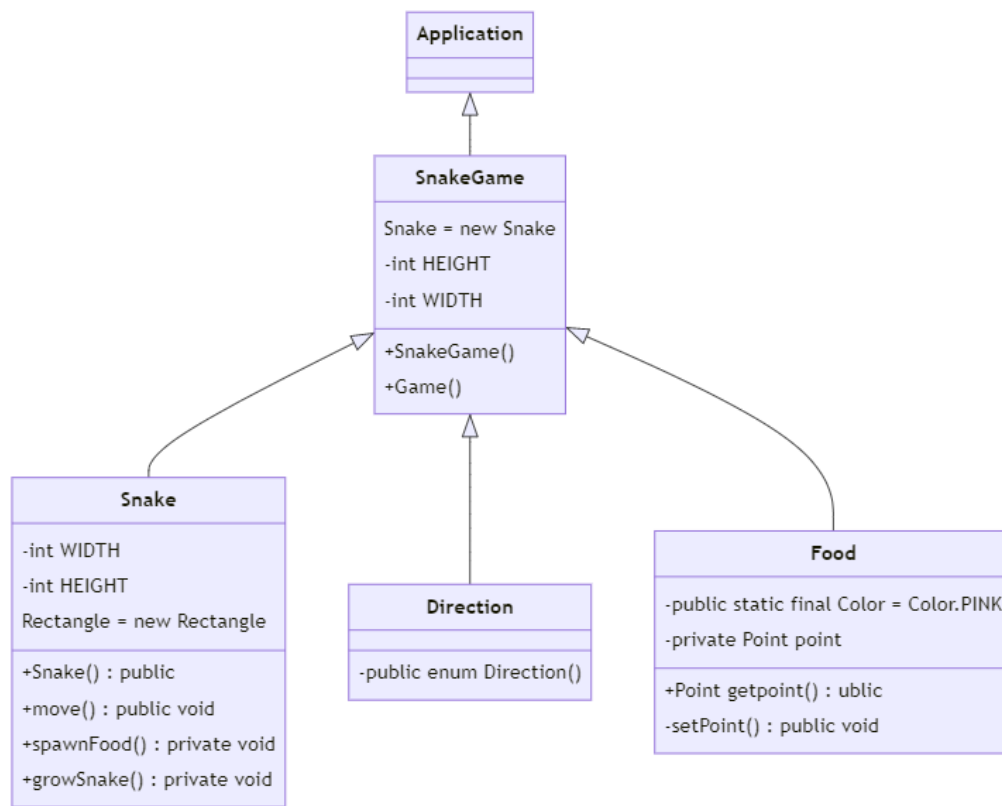 Application
SnakeGame
Snake = new Snake
-int HEIGHT
-int WIDTH
+SnakeGame()
+Game()
Snake
-int WIDTH
-int HEIGHT
Rectangle = new Rectangle
+Snake() : public
+move() : public void
+spawnFood() : private void
+growSnake() : private void
Direction
-public enum Direction()
Food
-public static final Color = Color.PINK
-private Point point
+Point getpoint() : ublic
-setPoint() : public void